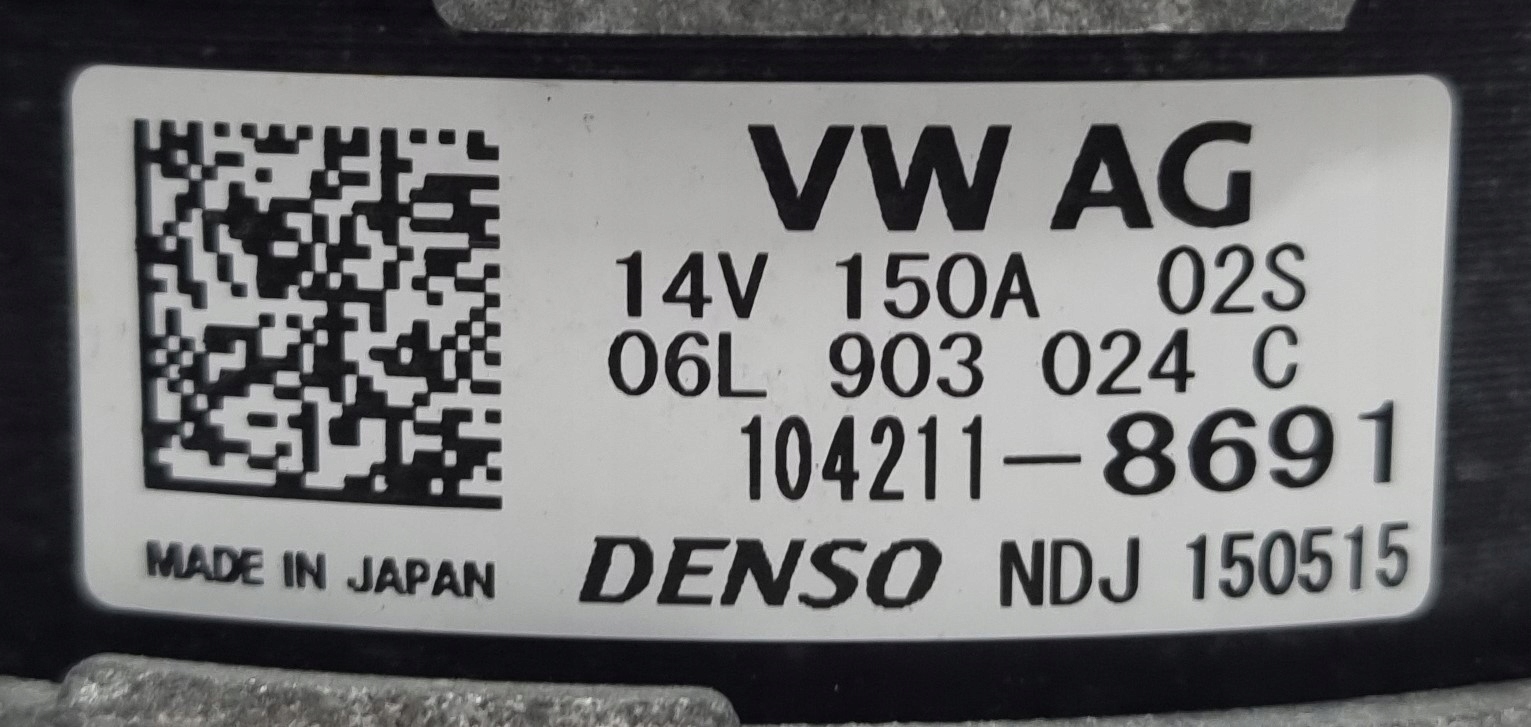 VW AG
14V 150A 02S
06L 903 024 C
104211-8691
MADE IN JAPAN DENSO NDJ 150515